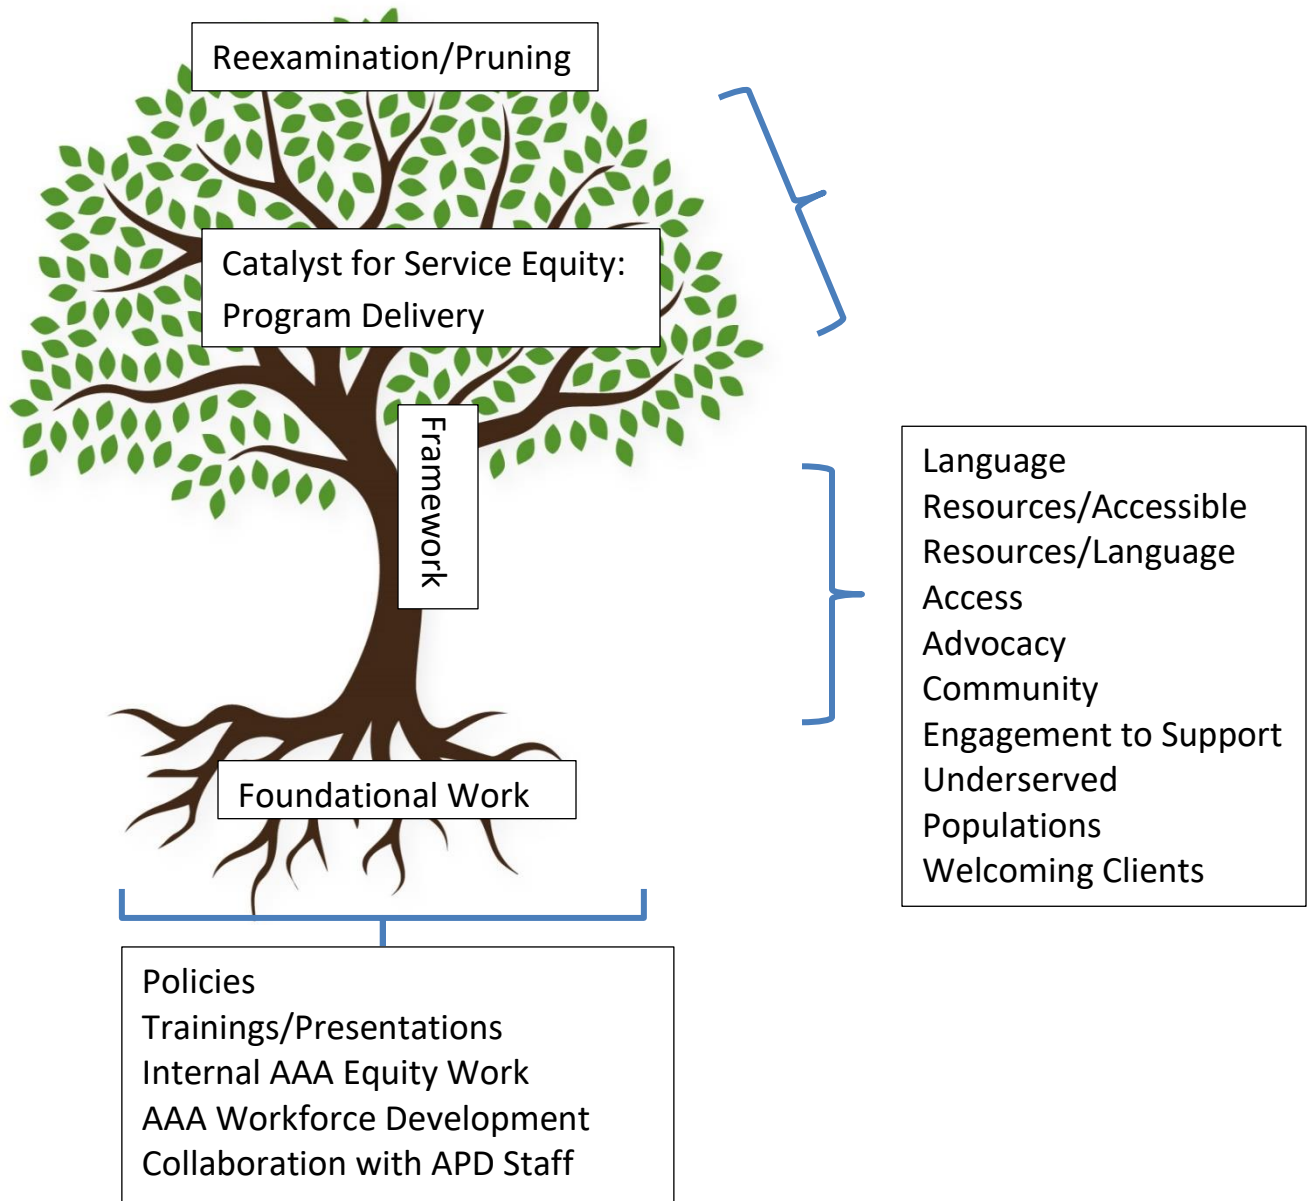 Reexamination/Pruning
Catalyst for Service Equity:
Program Delivery
Framework
Language
Resources/Accessible
Resources/Language
Access
Advocacy
Community
Engagement to Support
Underserved
Populations
Welcoming Clients
Foundational Work
Policies
Trainings/Presentations
Internal AAA Equity Work
AAA Workforce Development
Collaboration with APD Staff